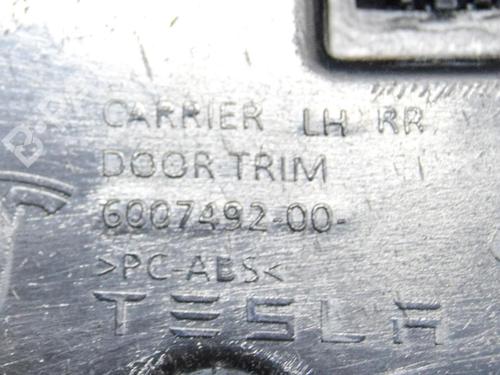 CARRIER LH RR
DOOR TRIM
6007492-00-
>PC-ABS<
TESLA